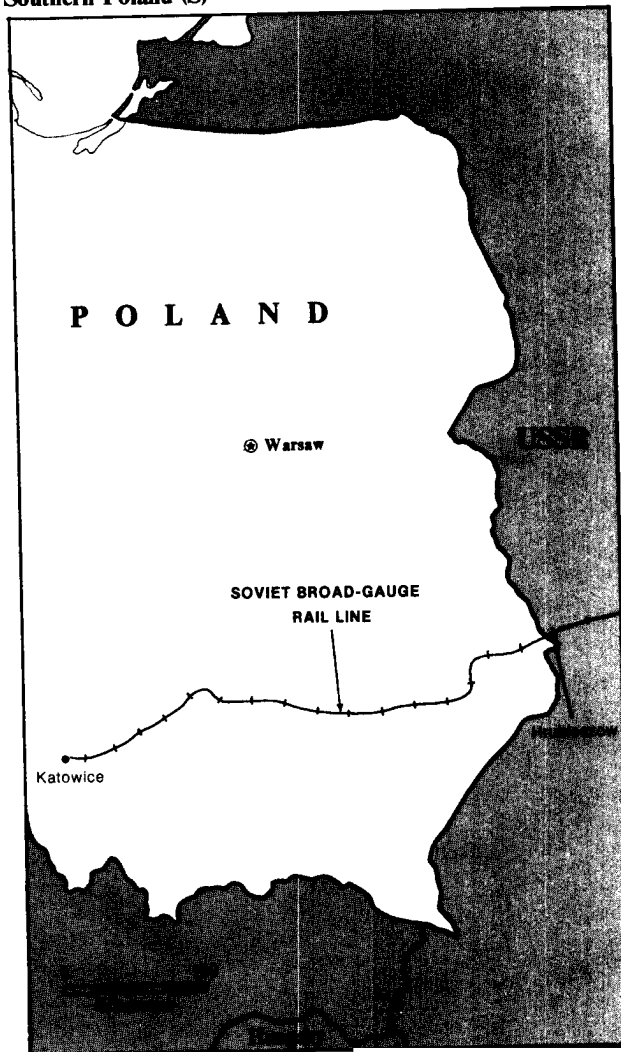 Southern Poland (S)
POLAND
Warsaw
USSR
SOVIET BROAD-GAUGE
RAIL LINE
Katowice